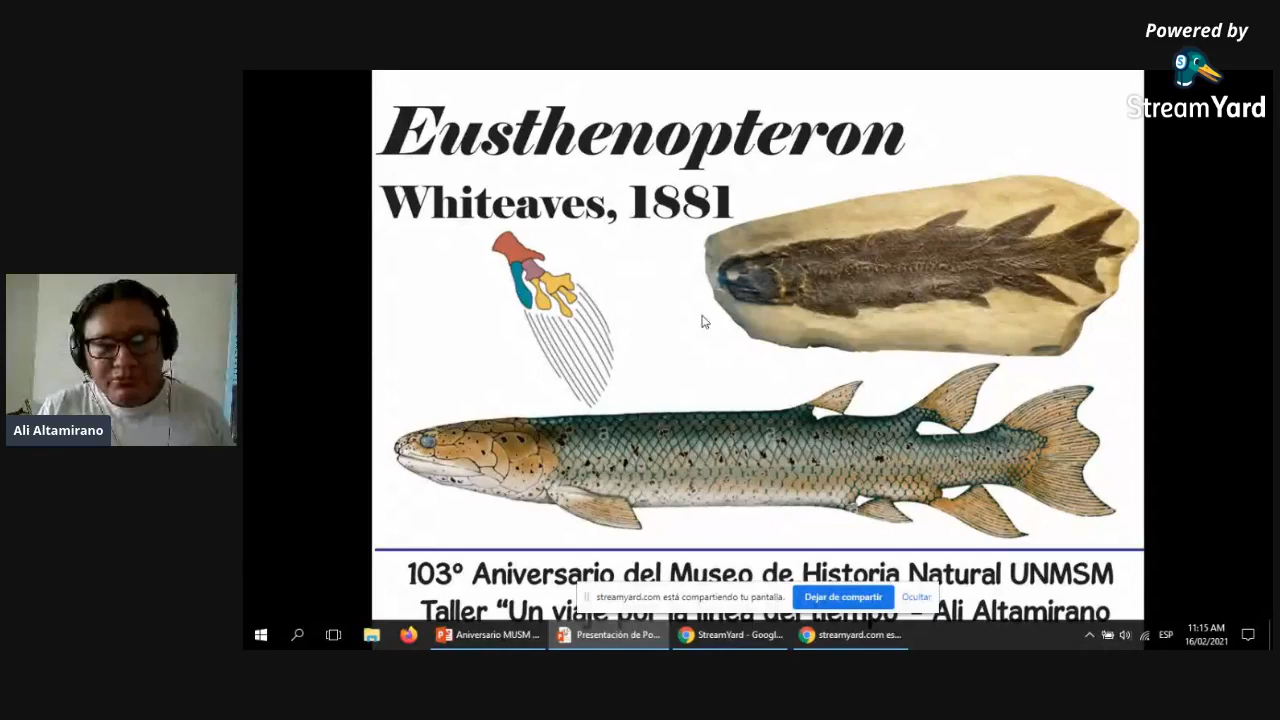 Powered by
StreamYard
Eusthenopteron
Whiteaves, 1881
Ali Altamirano
103° Aniversario del Museo de Historia Natural UNMSM
streamyard.com está compartiendo tu pantalla.
Dejar de compartir
Ocultar
Taller “Un viaje por la línea del tiempo” - Ali Altamirano
Aniversario MUSM ...
Presentación de Po...
StreamYard - Googl...
streamyard.com es...
ESP
11:15 AM
16/02/2021